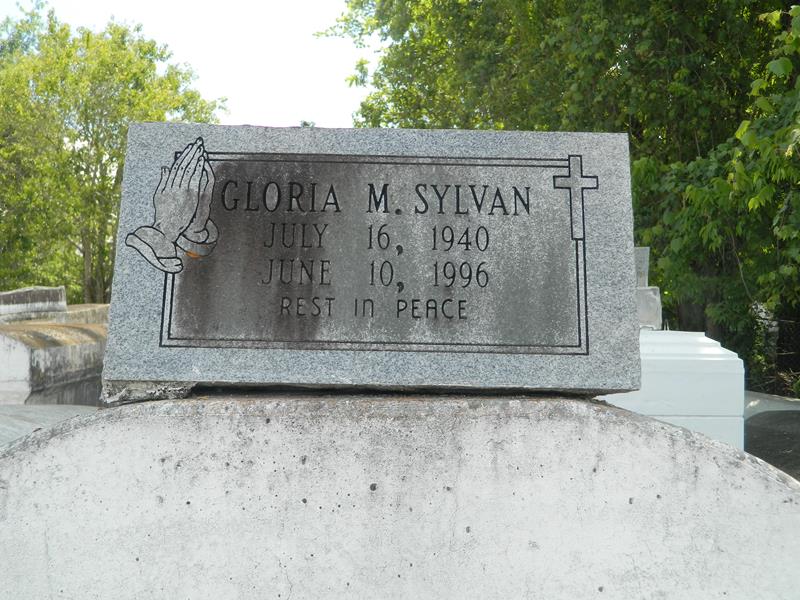 GLORIA M. SYLVAN
JULY 16, 1940
JUNE 10, 1996
REST IN PEACE